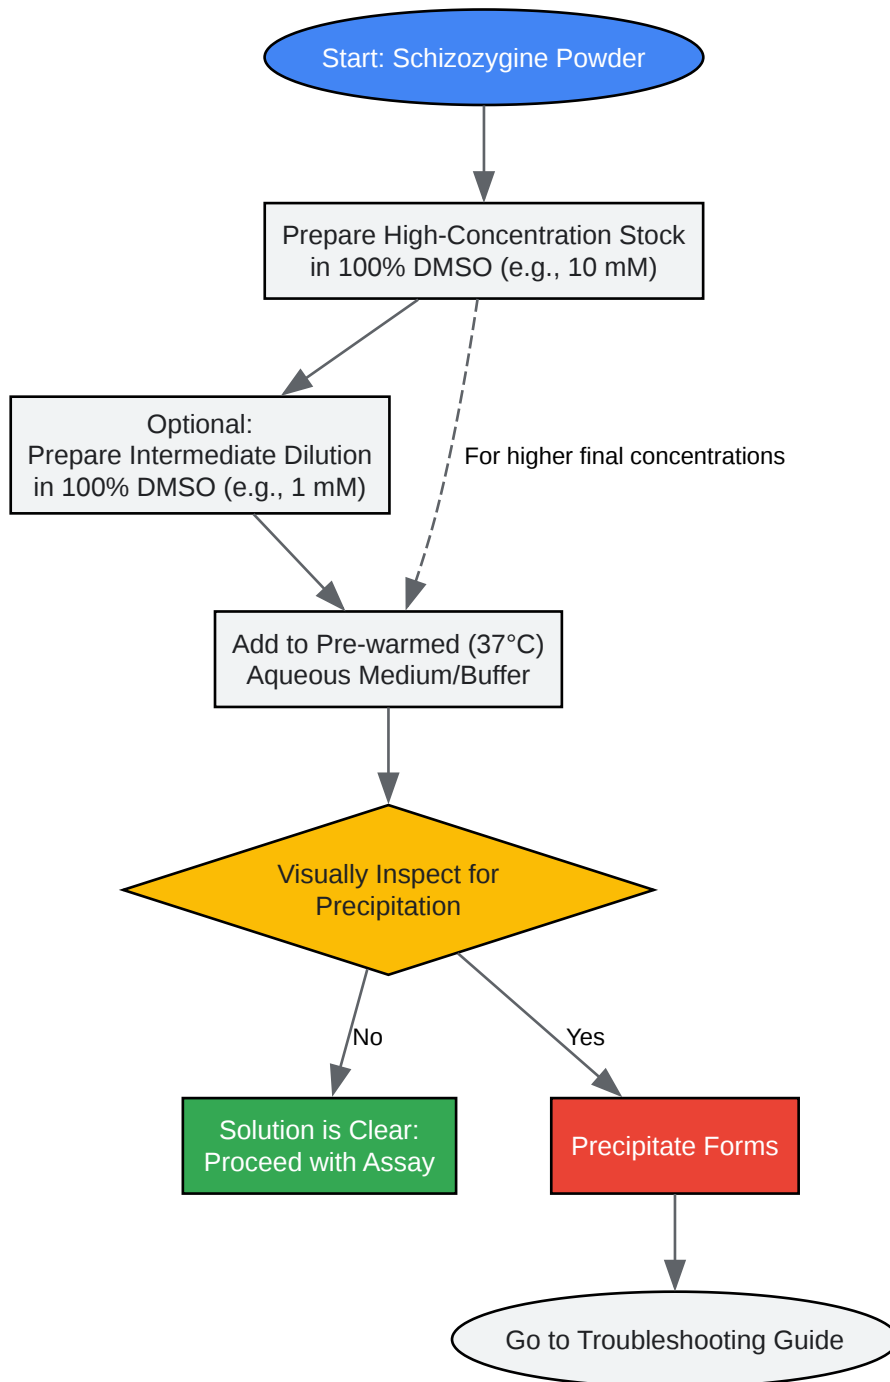 Start: Schizozygine Powder
Prepare High-Concentration Stock
in 100% DMSO (e.g., 10 mM)
Optional:
Prepare Intermediate Dilution
in 100% DMSO (e.g., 1 mM)
For higher final concentrations
Add to Pre-warmed (37°C)
Aqueous Medium/Buffer
Visually Inspect for
Precipitation
No
Yes
Solution is Clear:
Proceed with Assay
Precipitate Forms
Go to Troubleshooting Guide